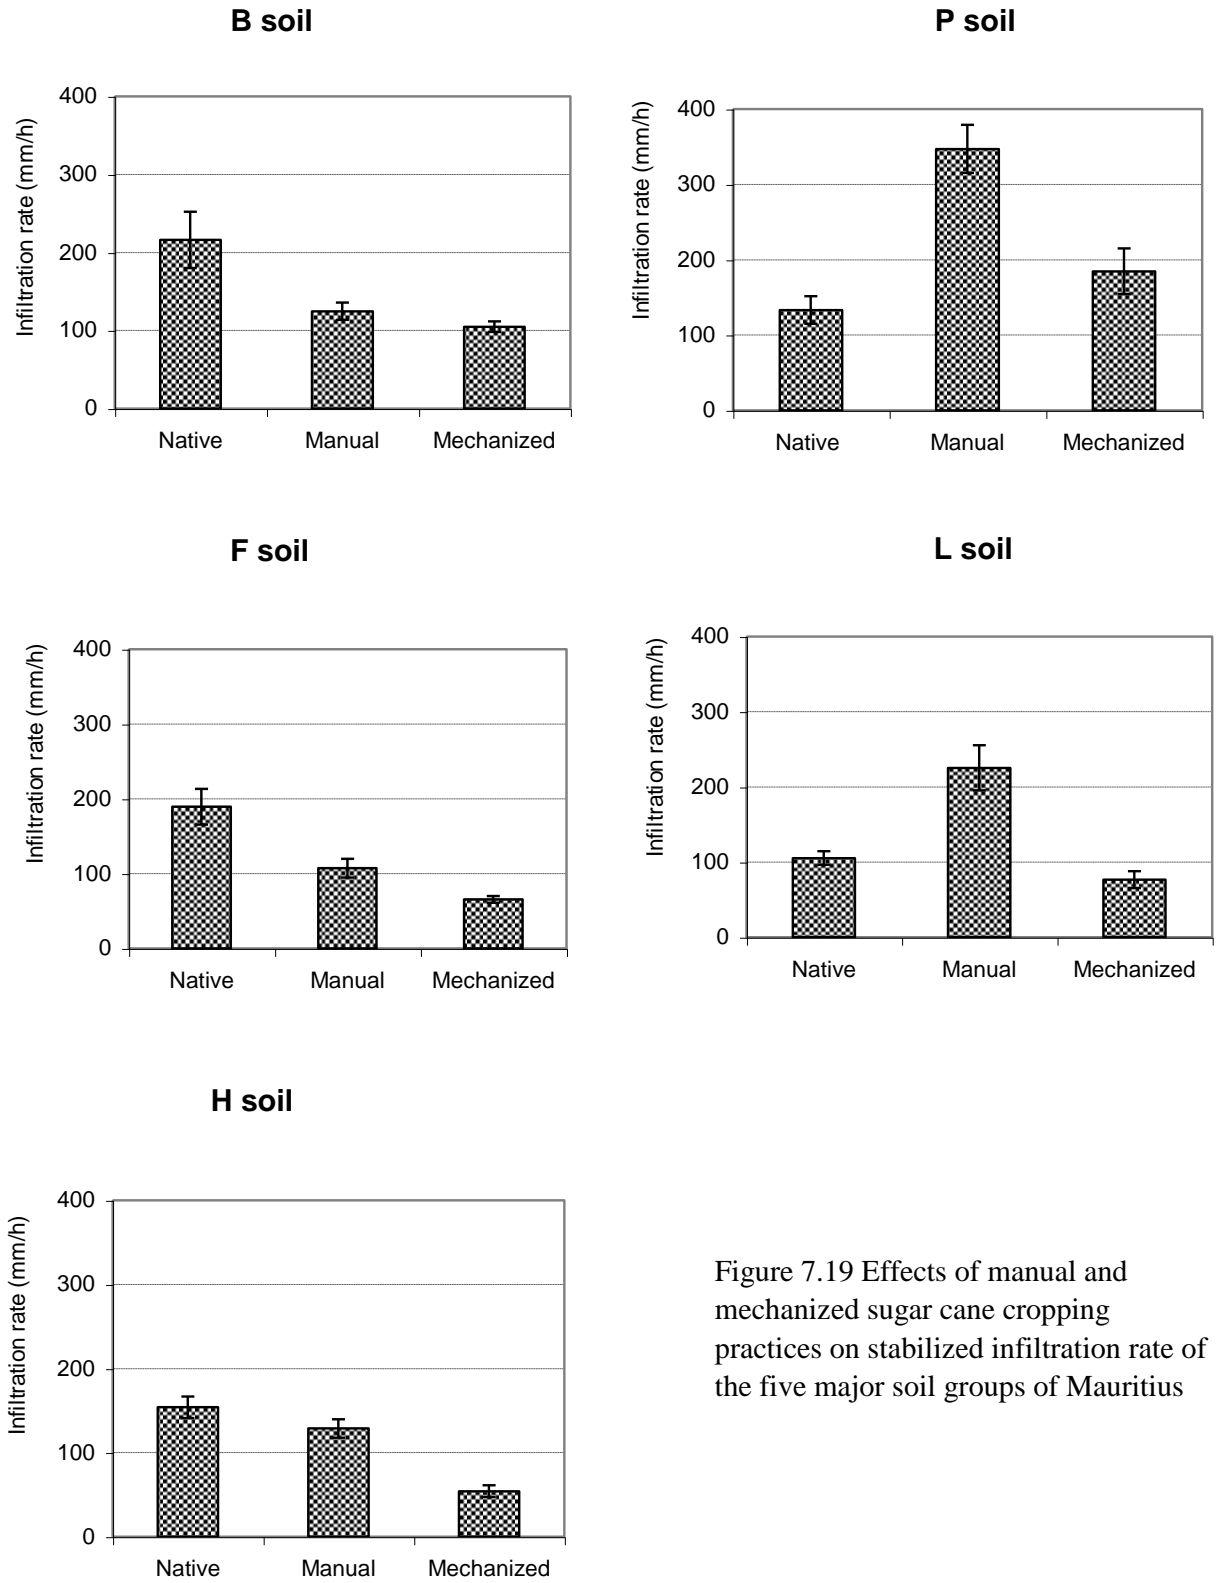 B soil
Infiltration rate (mm/h)
400
300
200
100
0
Native Manual Mechanized
P soil
Infiltration rate (mm/h)
400
300
200
100
0
Native Manual Mechanized
F soil
Infiltration rate (mm/h)
400
300
200
100
0
Native Manual Mechanized
L soil
Infiltration rate (mm/h)
400
300
200
100
0
Native Manual Mechanized
H soil
Infiltration rate (mm/h)
400
300
200
100
0
Native Manual Mechanized
Figure 7.19 Effects of manual and
mechanized sugar cane cropping
practices on stabilized infiltration rate of
the five major soil groups of Mauritius